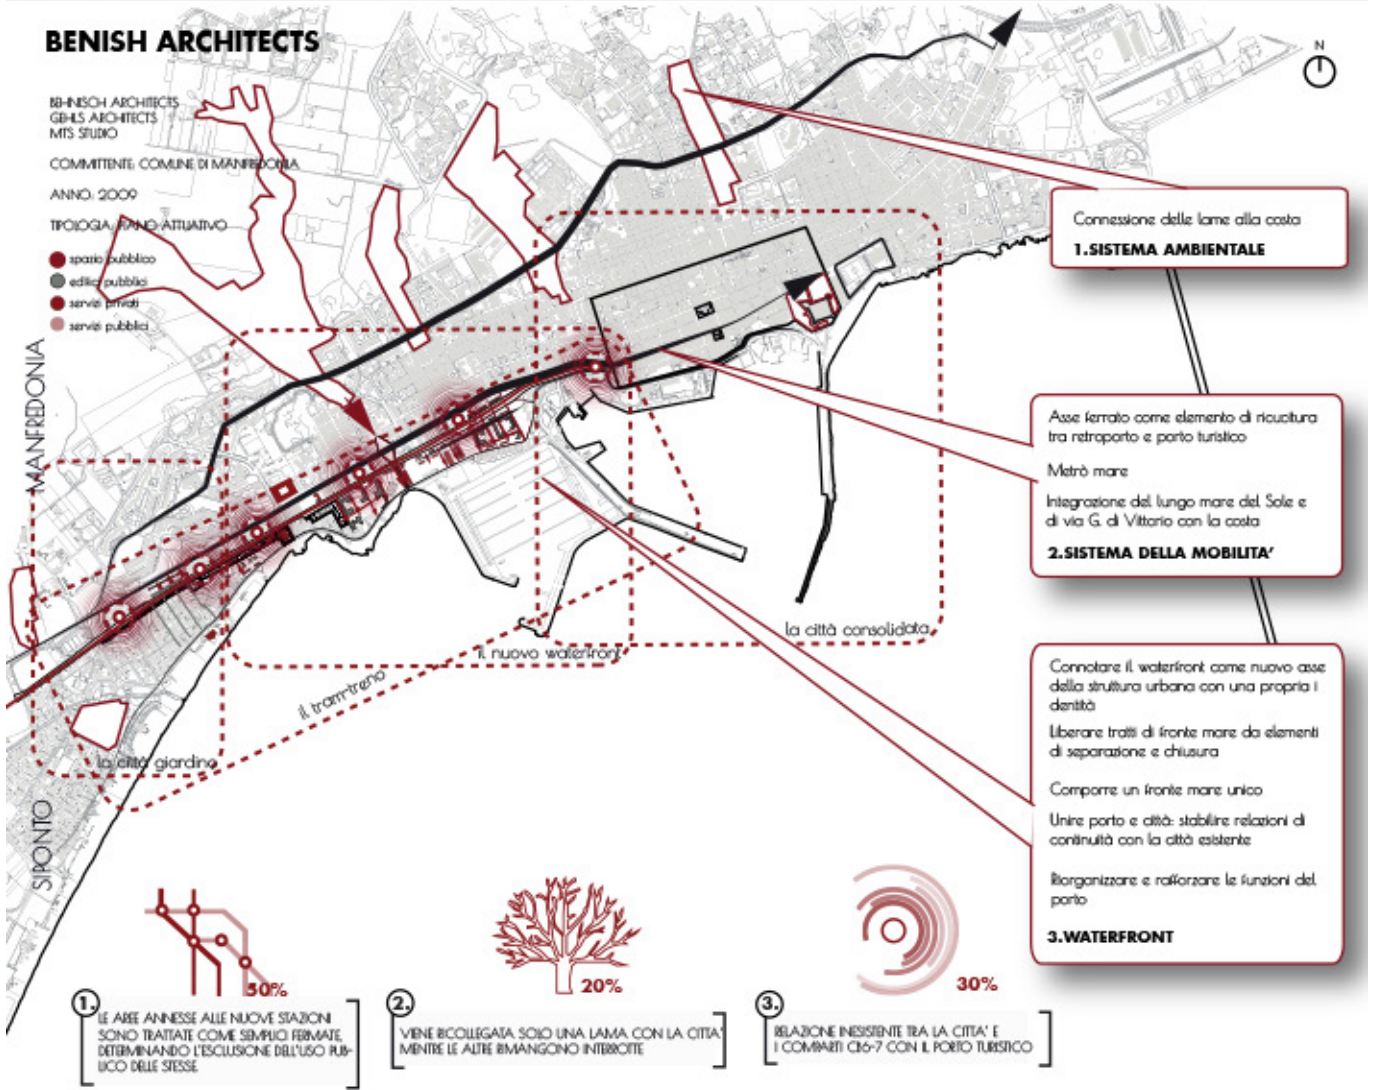 BENISH ARCHITECTS
N
BEHNISCH ARCHITECTS
GEHLS ARCHITECTS
MTS STUDIO
COMMITTENTE: COMUNE DI MANFREDONIA
ANNO: 2009
TIPOLOGIA: PIANO ATTUATIVO
spazio pubblico
edifici pubblici
servizi privati
servizi pubblici
MANFREDONIA
SIPONTO
Connessione delle lame alla costa
1.SISTEMA AMBIENTALE
Asse ferrato come elemento di ricucitura
tra retroporto e porto turistico
Metrò mare
Integrazione del lungo mare del Sole e
di via G. di Vittorio con la costa
2.SISTEMA DELLA MOBILITA'
la città consolidata
il nuovo waterfront
il tram-treno
la città giardino
Connotare il waterfront come nuovo asse
della struttura urbana con una propria i
dentità
Liberare tratti di fronte mare da elementi
di separazione e chiusura
Comporre un fronte mare unico
Unire porto e città: stabilire relazioni di
continuità con la città esistente
Riorganizzare e rafforzare le funzioni del
porto
3.WATERFRONT
50%
1.
LE AREE ANNESSE ALLE NUOVE STAZIONI
SONO TRATTATE COME SEMPLICI FERMATE,
DETERMINANDO L'ESCLUSIONE DELL'USO PUB-
LICO DELLE STESSE.
20%
2.
VIENE RICOLLEGATA SOLO UNA LAMA CON LA CITTA'
MENTRE LE ALTRE RIMANGONO INTERROTTE
30%
3.
RELAZIONE INESISTENTE TRA LA CITTA' E
I COMPARTI CB6-7 CON IL PORTO TURISTICO